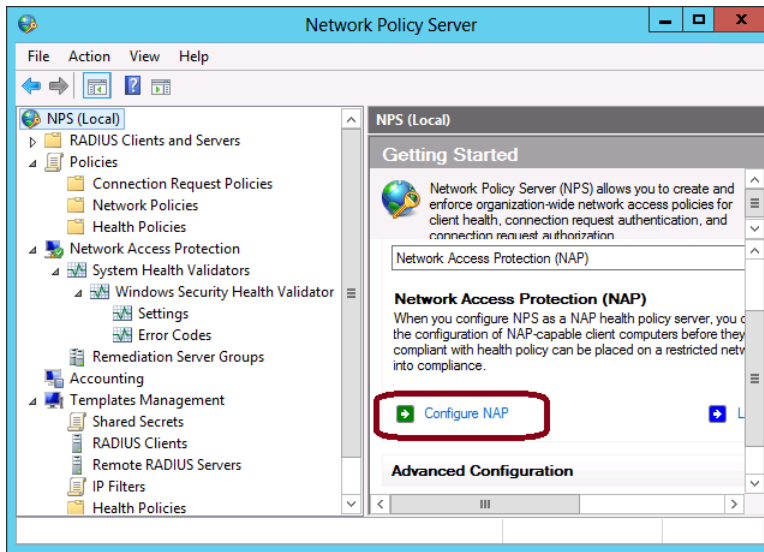 Network Policy Server
File Action View Help
NPS (Local)
RADIUS Clients and Servers
Policies
Connection Request Policies
Network Policies
Health Policies
Network Access Protection
System Health Validators
Windows Security Health Validator
Settings
Error Codes
Remediation Server Groups
Accounting
Templates Management
Shared Secrets
RADIUS Clients
Remote RADIUS Servers
IP Filters
Health Policies
NPS (Local)
Getting Started
Network Policy Server (NPS) allows you to create and
enforce organization-wide network access policies for
client health, connection request authentication, and
connection request authorization
Network Access Protection (NAP)
Network Access Protection (NAP)
When you configure NPS as a NAP health policy server, you
the configuration of NAP-capable client computers before they
compliant with health policy can be placed on a restricted
into compliance.
Configure NAP
Advanced Configuration